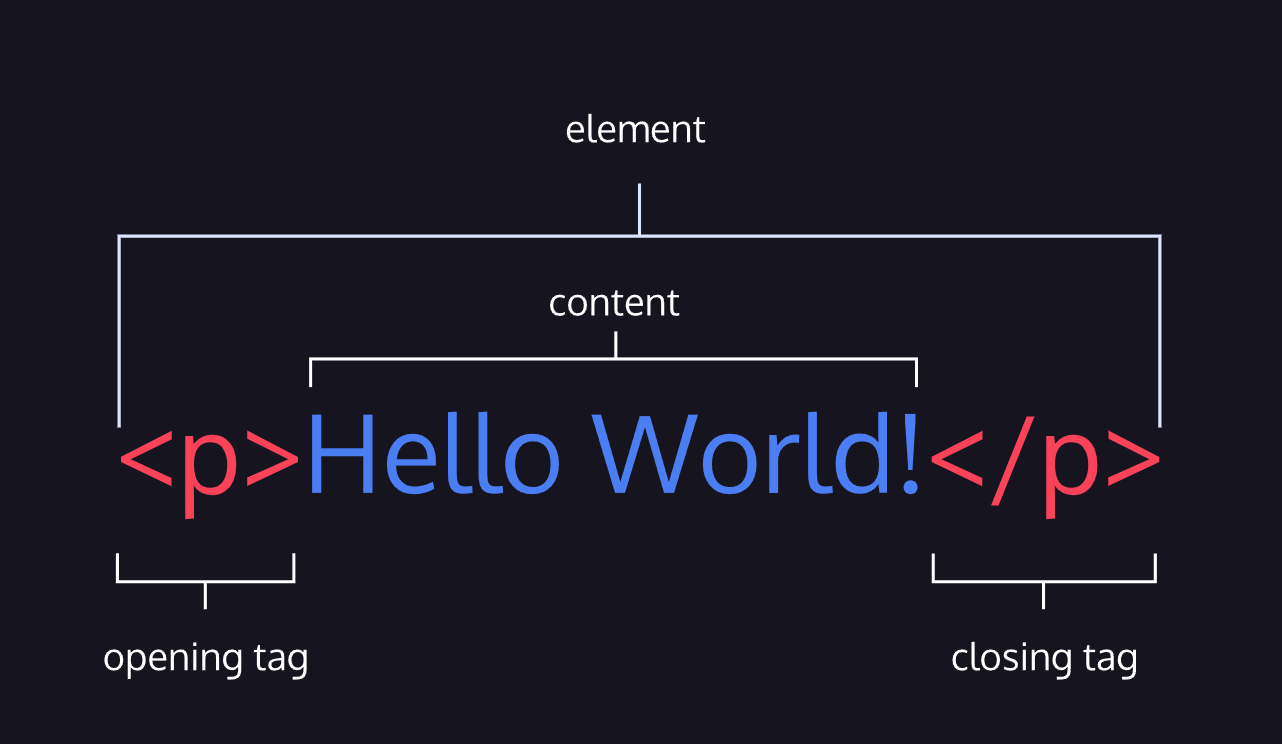 element
content
<p>Hello World!</p>
opening tag
closing tag